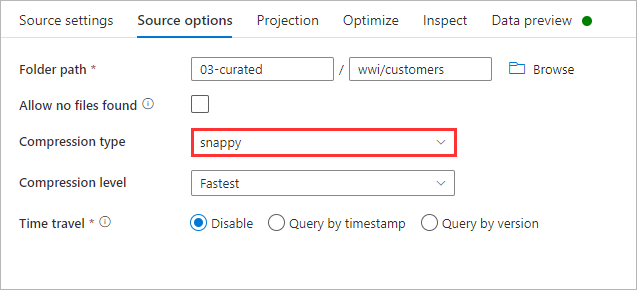 Source settings Source options Projection Optimize Inspect Data preview
Folder path * 03-curated / wwi/customers Browse
Allow no files found
Compression type snappy
Compression level Fastest
Time travel * Disable Query by timestamp Query by version